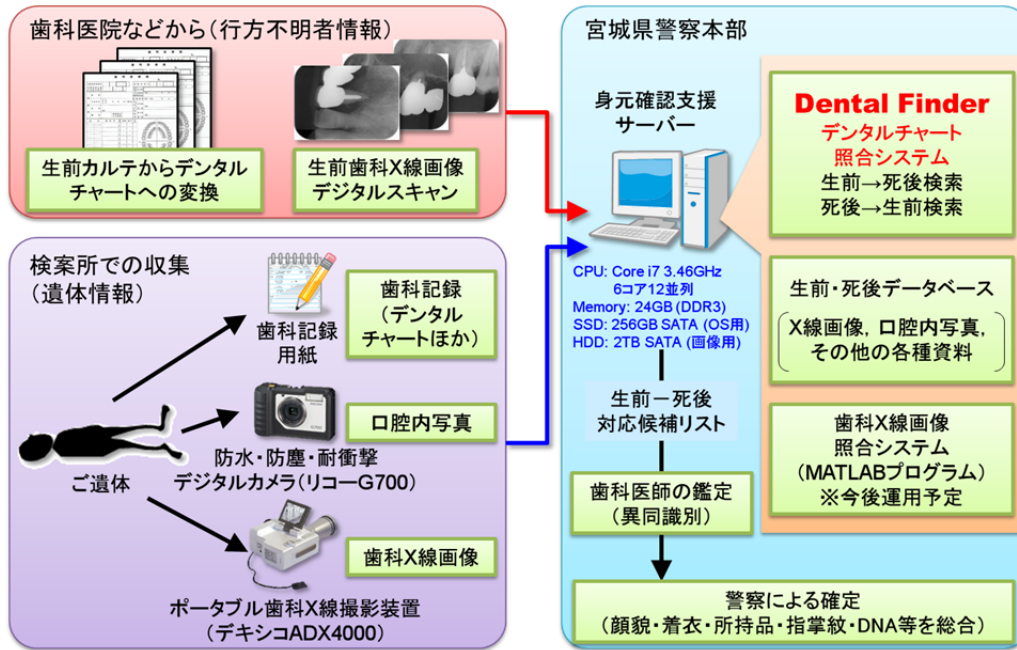 歯科医院などから（行方不明者情報）
生前カルテからデンタル
チャートへの変換
生前歯科X線画像
デジタルスキャン
検案所での収集
（遺体情報）
歯科記録
用紙
歯科記録
（デンタル
チャートほか）
口腔内写真
防水・防塵・耐衝撃
デジタルカメラ（リコーG700）
ご遺体
歯科X線画像
ポータブル歯科X線撮影装置
（デキシコADX4000）
宮城県警察本部
身元確認支援
サーバー
CPU: Core i7 3.46GHz
6コア12並列
Memory: 24GB (DDR3)
SSD: 256GB SATA (OS用)
HDD: 2TB SATA (画像用)
生前－死後
対応候補リスト
歯科医師の鑑定
（異同識別）
警察による確定
（顔貌・着衣・所持品・指掌紋・DNA等を総合）
Dental Finder
デンタルチャート
照合システム
生前→死後検索
死後→生前検索
生前・死後データベース
X線画像，口腔内写真，
その他の各種資料
歯科X線画像
照合システム
（MATLABプログラム）
※今後運用予定